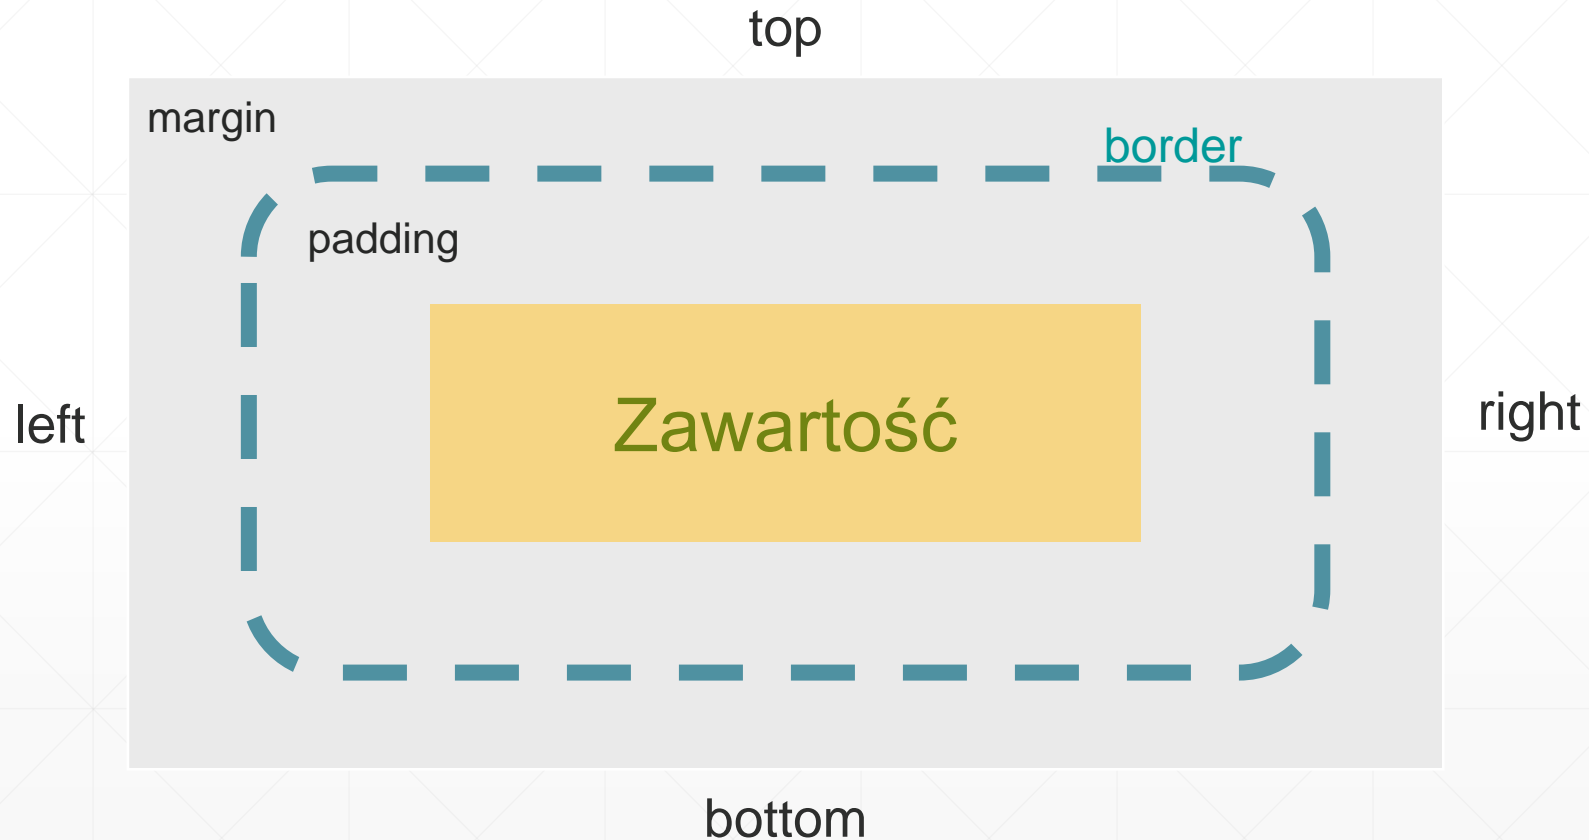 top
margin
border
padding
left
Zawartość
right
bottom